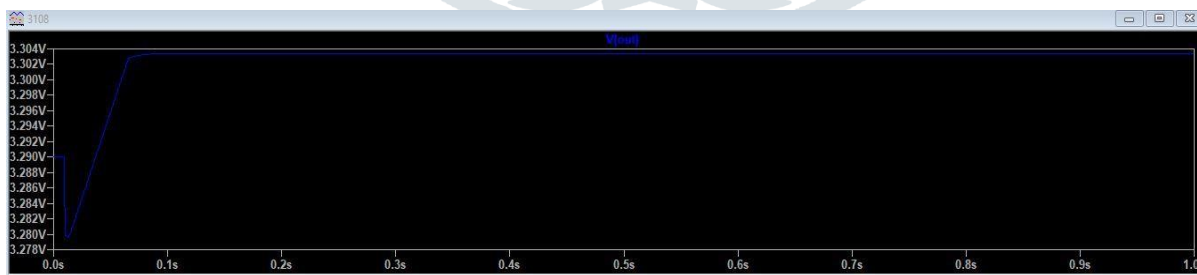 3108
V(out)
3.304V
3.302V
3.300V
3.298V
3.296V
3.294V
3.292V
3.290V
3.288V
3.286V
3.284V
3.282V
3.280V
3.278V
0.0s 0.1s 0.2s 0.3s 0.4s 0.5s 0.6s 0.7s 0.8s 0.9s 1.0